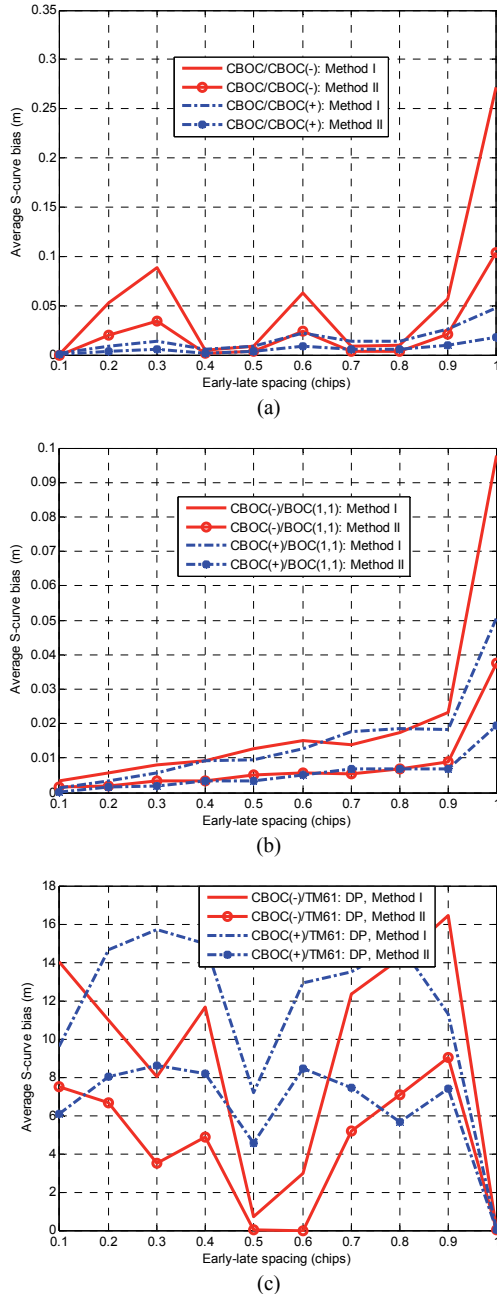 0.35
0.3
0.25
0.2
0.15
0.1
0.05
0
Average S-curve bias (m)
CBOC/CBOC(-): Method I
CBOC/CBOC(-): Method II
CBOC/CBOC(+): Method I
CBOC/CBOC(+): Method II
0.1 0.2 0.3 0.4 0.5 0.6 0.7 0.8 0.9 1
Early-late spacing (chips)
(a)
0.1
0.09
0.08
0.07
0.06
0.05
0.04
0.03
0.02
0.01
0
Average S-curve bias (m)
CBOC(-)/BOC(1,1): Method I
CBOC(-)/BOC(1,1): Method II
CBOC(+)/BOC(1,1): Method I
CBOC(+)/BOC(1,1): Method II
0.1 0.2 0.3 0.4 0.5 0.6 0.7 0.8 0.9 1
Early-late spacing (chips)
(b)
18
16
14
12
10
8
6
4
2
0
Average S-curve bias (m)
CBOC(-)/TM61: DP, Method I
CBOC(-)/TM61: DP, Method II
CBOC(+)/TM61: DP, Method I
CBOC(+)/TM61: DP, Method II
0.1 0.2 0.3 0.4 0.5 0.6 0.7 0.8 0.9 1
Early-late spacing (chips)
(c)